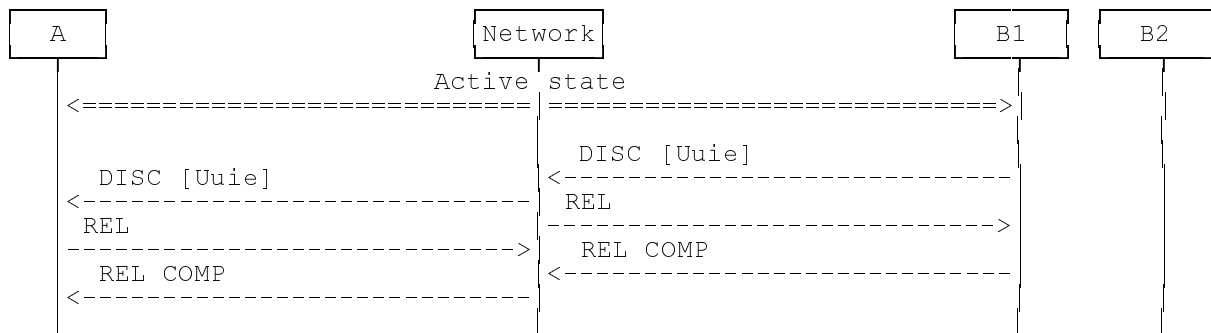 A Network B1 B2
Active state
DISC [Uuie]
DISC [Uuie]
REL
REL
REL COMP
REL COMP